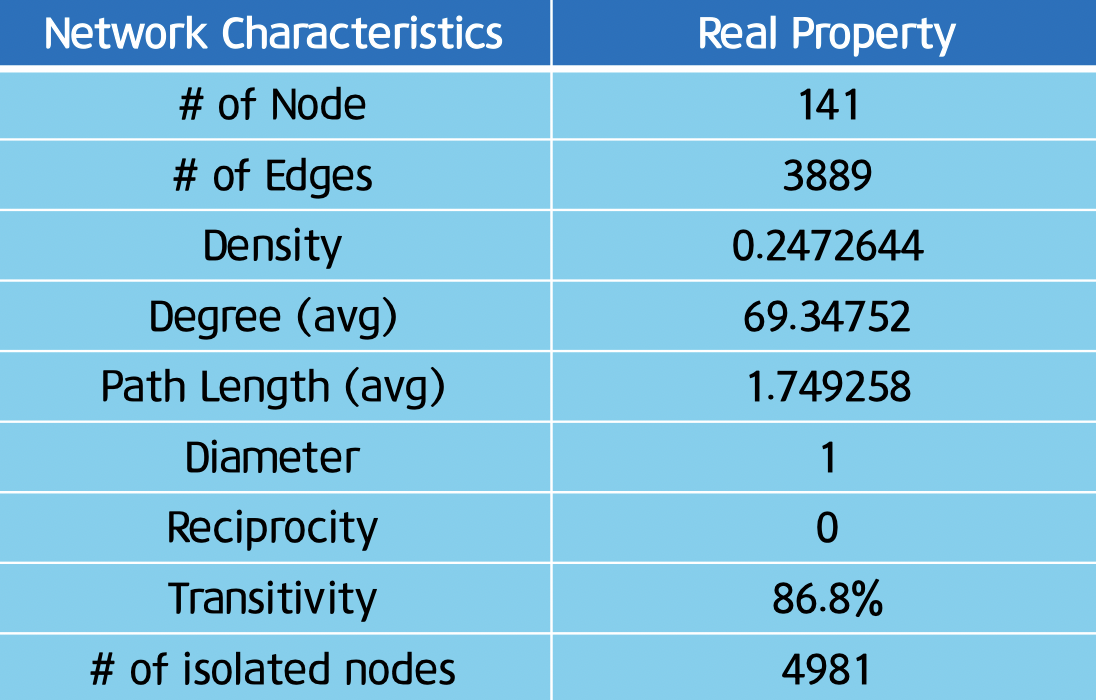 Network Characteristics Real Property
# of Node 141
# of Edges 3889
Density 0.2472644
Degree (avg) 69.34752
Path Length (avg) 1.749258
Diameter 1
Reciprocity 0
Transitivity 86.8%
# of isolated nodes 4981